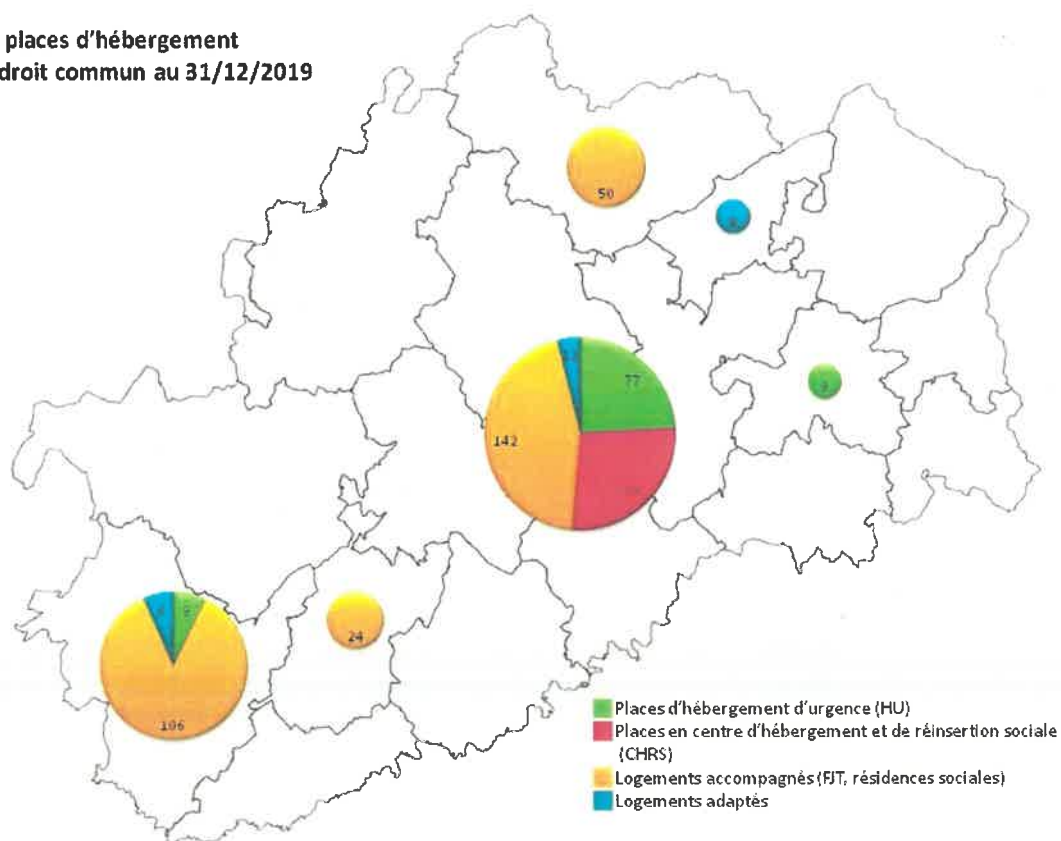 places d'hébergement
droit commun au 31/12/2019
50
9
77
142
24
106
Places d'hébergement d'urgence (HU)
Places en centre d'hébergement et de réinsertion sociale
(CHRS)
Logements accompagnés (FJT, résidences sociales)
Logements adaptés